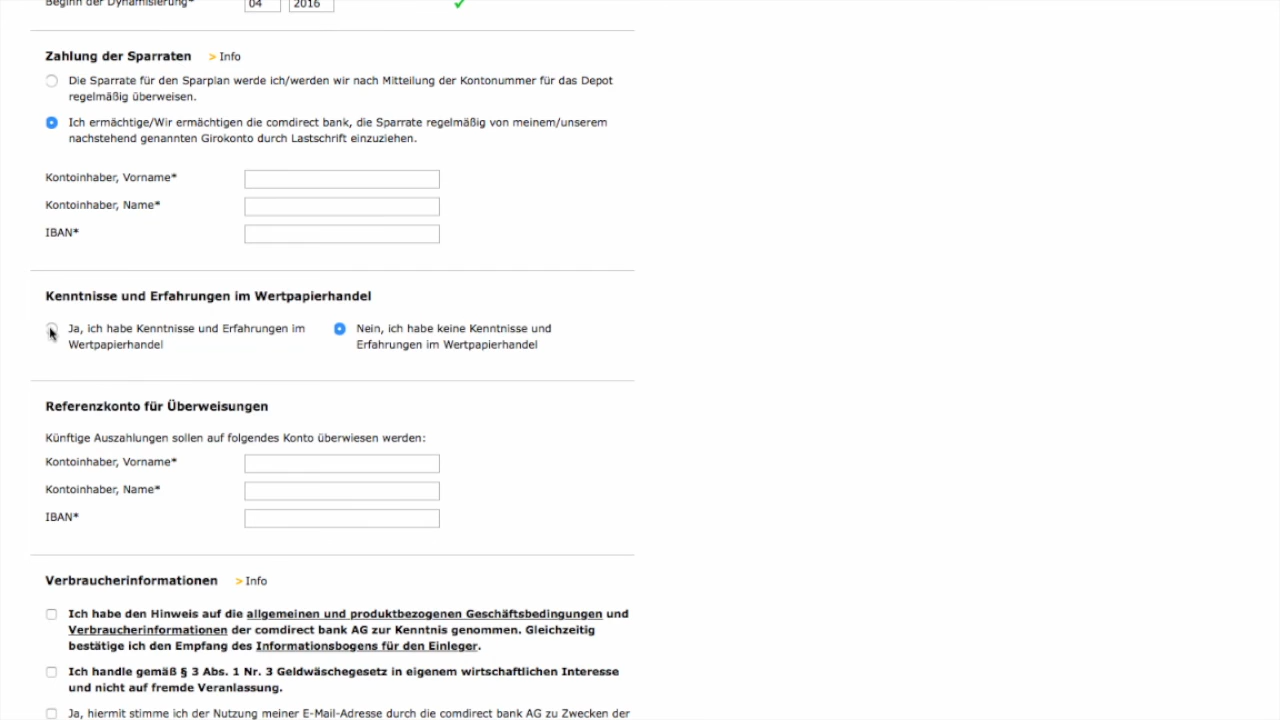 Beginn der Dynamisierung* 04 2016
Zahlung der Sparraten > Info
Die Sparrate für den Sparplan werde ich/werden wir nach Mitteilung der Kontonummer für das Depot
regelmäßig überweisen.
Ich ermächtige/Wir ermächtigen die comdirect bank, die Sparrate regelmäßig von meinem/unserem
nachstehend genannten Girokonto durch Lastschrift einzuziehen.
Kontoinhaber, Vorname*
Kontoinhaber, Name*
IBAN*
Kenntnisse und Erfahrungen im Wertpapierhandel
Ja, ich habe Kenntnisse und Erfahrungen im
Wertpapierhandel
Nein, ich habe keine Kenntnisse und
Erfahrungen im Wertpapierhandel
Referenzkonto für Überweisungen
Künftige Auszahlungen sollen auf folgendes Konto überwiesen werden:
Kontoinhaber, Vorname*
Kontoinhaber, Name*
IBAN*
Verbraucherinformationen > Info
Ich habe den Hinweis auf die allgemeinen und produktbezogenen Geschäftsbedingungen und
Verbraucherinformationen der comdirect bank AG zur Kenntnis genommen. Gleichzeitig
bestätige ich den Empfang des Informationsbogens für den Einleger.
Ich handle gemäß § 3 Abs. 1 Nr. 3 Geldwäschegesetz in eigenem wirtschaftlichen Interesse
und nicht auf fremde Veranlassung.
Ja, hiermit stimme ich der Nutzung meiner E-Mail-Adresse durch die comdirect bank AG zu Zwecken der